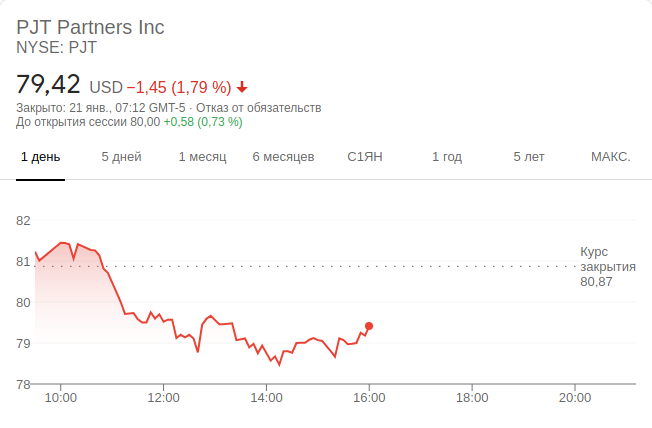 PJT Partners Inc
NYSE: PJT
79,42 USD −1,45 (1,79 %)
Закрыто: 21 янв., 07:12 GMT-5 · Отказ от обязательств
До открытия сессии 80,00 +0,58 (0,73 %)
1 день 5 дней 1 месяц 6 месяцев С1ЯН 1 год 5 лет МАКС.
82
81
80
79
78
Курс
закрытия
80,87
10:00 12:00 14:00 16:00 18:00 20:00